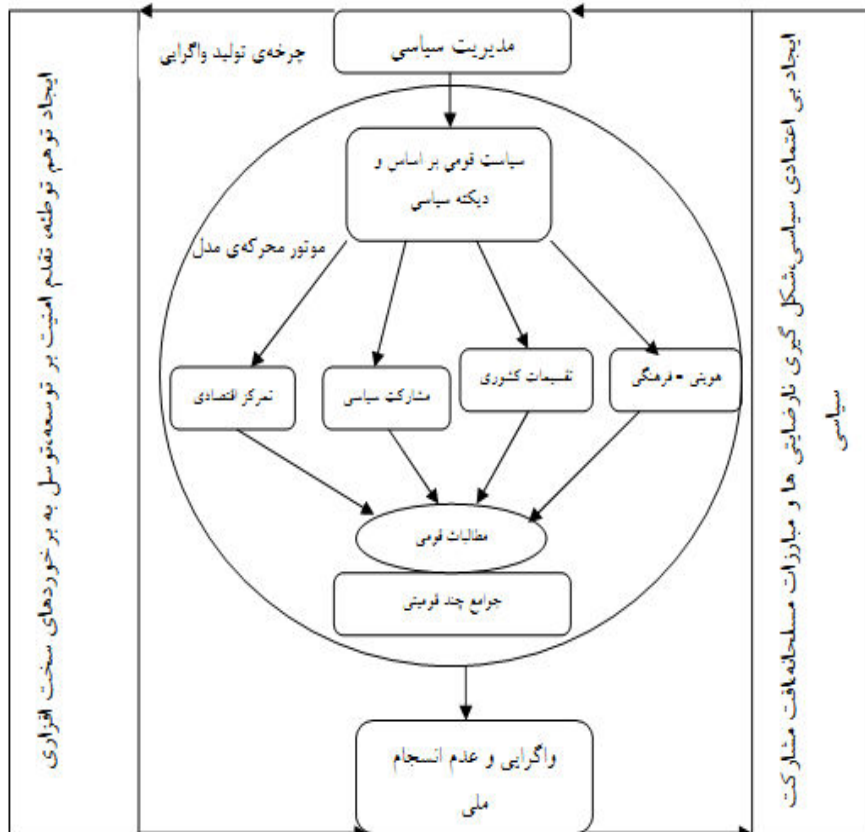 مدیریت سیاسی
چرخه‌ی تولید واگرایی
سیاست قومی بر اساس و
دیکته سیاسی
موتور محرکه‌ی مدل
هویتی - فرهنگی
تقسیمات کشوری
مشارکت سیاسی
تمرکز اقتصادی
مطالبات قومی
جوامع چند قومیتی
واگرایی و عدم انسجام
ملی
ایجاد بی اعتمادی سیاسی،شکل گیری نارضایتی ها و مبارزات مسلحانه،افت مشارکت
سیاسی
ایجاد توهم توطئه، تقدم امنیت بر توسعه،توسل به برخوردهای سخت افزاری